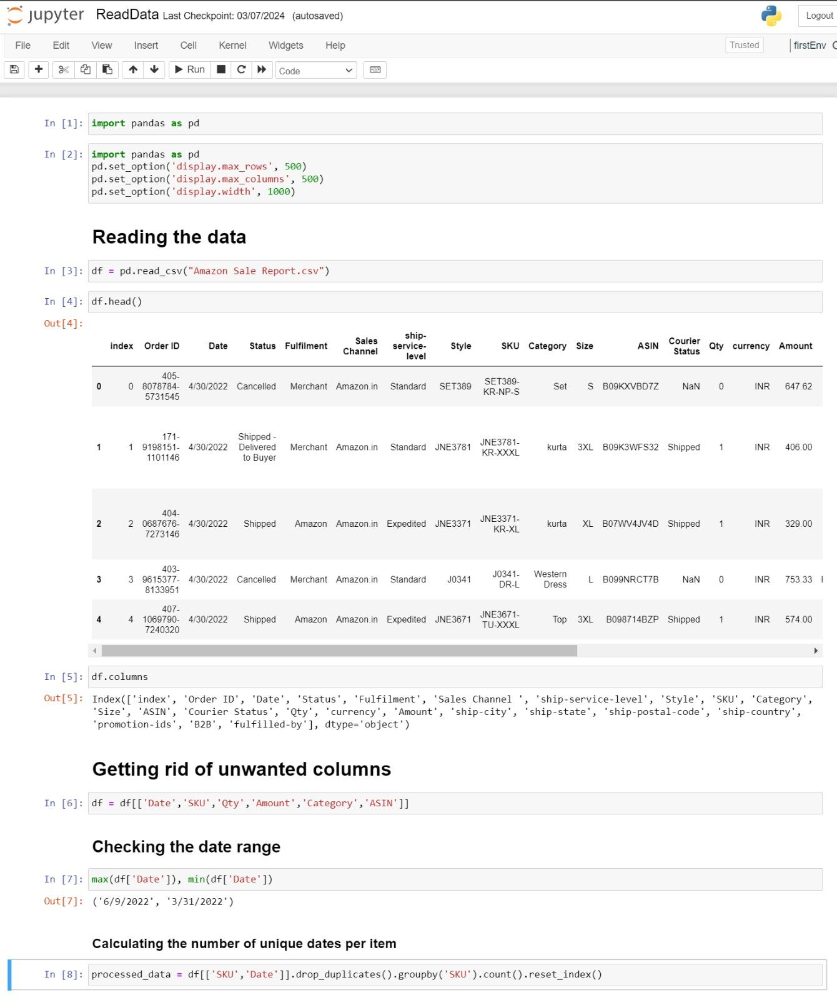 jupyter ReadData Last Checkpoint: 03/07/2024 (autosaved) Logout
File Edit View Insert Cell Kernel Widgets Help Trusted firstEnv
Run Code
In [1]: import pandas as pd
In [2]: import pandas as pd
pd.set_option('display.max_rows', 500)
pd.set_option('display.max_columns', 500)
pd.set_option('display.width', 1000)
Reading the data
In [3]: df = pd.read_csv("Amazon Sale Report.csv")
In [4]: df.head()
Out[4]:
index Order ID Date Status Fulfilment Sales Channel ship-service-level Style SKU Category Size ASIN Courier Status Qty currency Amount
0 0 405-8078784-5731545 4/30/2022 Cancelled Merchant Amazon.in Standard SET389 SET389-KR-NP-S Set S B09KXVBD7Z NaN 0 INR 647.62
1 1 171-9198151-1101146 4/30/2022 Shipped - Delivered to Buyer Merchant Amazon.in Standard JNE3781 JNE3781-KR-XXXL kurta 3XL B09K3WFS32 Shipped 1 INR 406.00
2 2 404-0687676-7273146 4/30/2022 Shipped Amazon Amazon.in Expedited JNE3371 JNE3371-KR-XL kurta XL B07WV4JV4D Shipped 1 INR 329.00
3 3 403-9615377-8133951 4/30/2022 Cancelled Merchant Amazon.in Standard J0341 J0341-DR-L Western Dress L B099NRCT7B NaN 0 INR 753.33
4 4 407-1069790-7240320 4/30/2022 Shipped Amazon Amazon.in Expedited JNE3671 JNE3671-TU-XXXL Top 3XL B098714BZP Shipped 1 INR 574.00
In [5]: df.columns
Out[5]: Index(['index', 'Order ID', 'Date', 'Status', 'Fulfilment', 'Sales Channel ', 'ship-service-level', 'Style', 'SKU', 'Category',
'Size', 'ASIN', 'Courier Status', 'Qty', 'currency', 'Amount', 'ship-city', 'ship-state', 'ship-postal-code', 'ship-country',
'promotion-ids', 'B2B', 'fulfilled-by'], dtype='object')
Getting rid of unwanted columns
In [6]: df = df[['Date','SKU','Qty','Amount','Category','ASIN']]
Checking the date range
In [7]: max(df['Date']), min(df['Date'])
Out[7]: ('6/9/2022', '3/31/2022')
Calculating the number of unique dates per item
In [8]: processed_data = df[['SKU','Date']].drop_duplicates().groupby('SKU').count().reset_index()